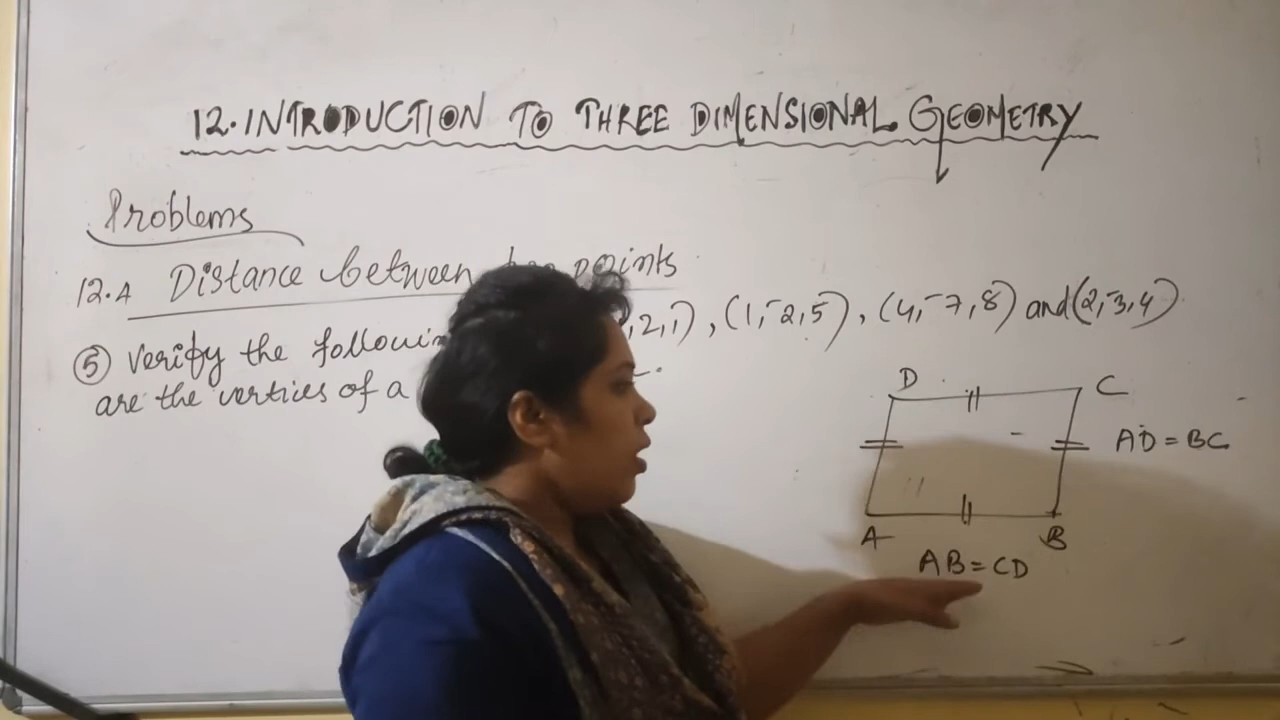 12. INTRODUCTION TO THREE DIMENSIONAL GEOMETRY
Problems
12.4 Distance between points
⑤ Verify the ,2,1), (1,-2,5), (4,-7,8) and (2,-3,4)
are the vertices of a
D C
AD = BC
A B
AB = CD